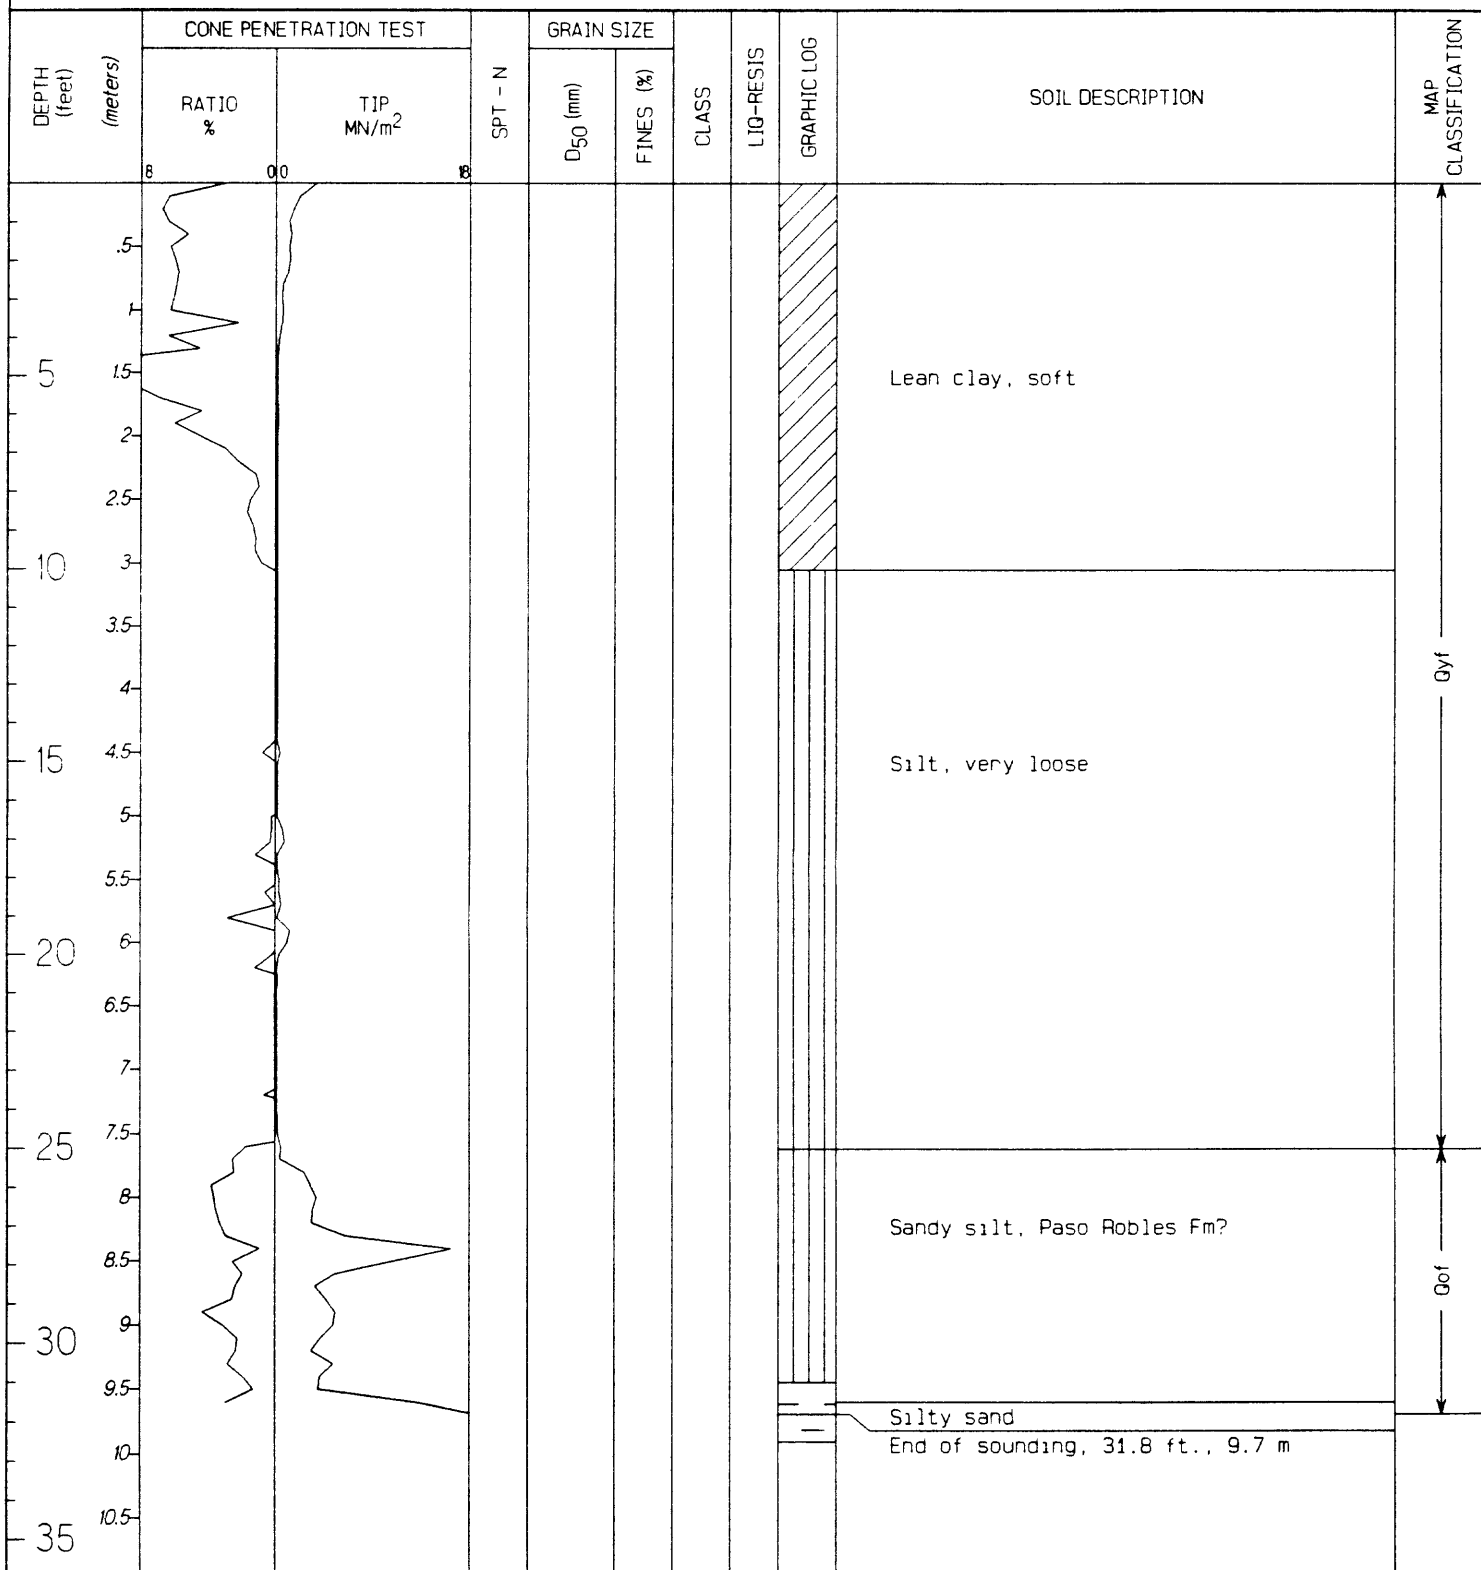 CONE PENETRATION TEST
GRAIN SIZE
DEPTH
(feet)
(meters)
RATIO
%
TIP
MN/m²
SPT - N
D50 (mm)
FINES (%)
CLASS
LIQ-RESIS
GRAPHIC LOG
SOIL DESCRIPTION
MAP
CLASSIFICATION
8
0
0
18
.5
1
5
1.5
Lean clay, soft
2
2.5
10
3
3.5
Qyf
4
15
4.5
Silt, very loose
5
5.5
20
6
6.5
7
25
7.5
8
Sandy silt, Paso Robles Fm?
8.5
Qof
9
30
9.5
Silty sand
10
End of sounding, 31.8 ft., 9.7 m
10.5
35